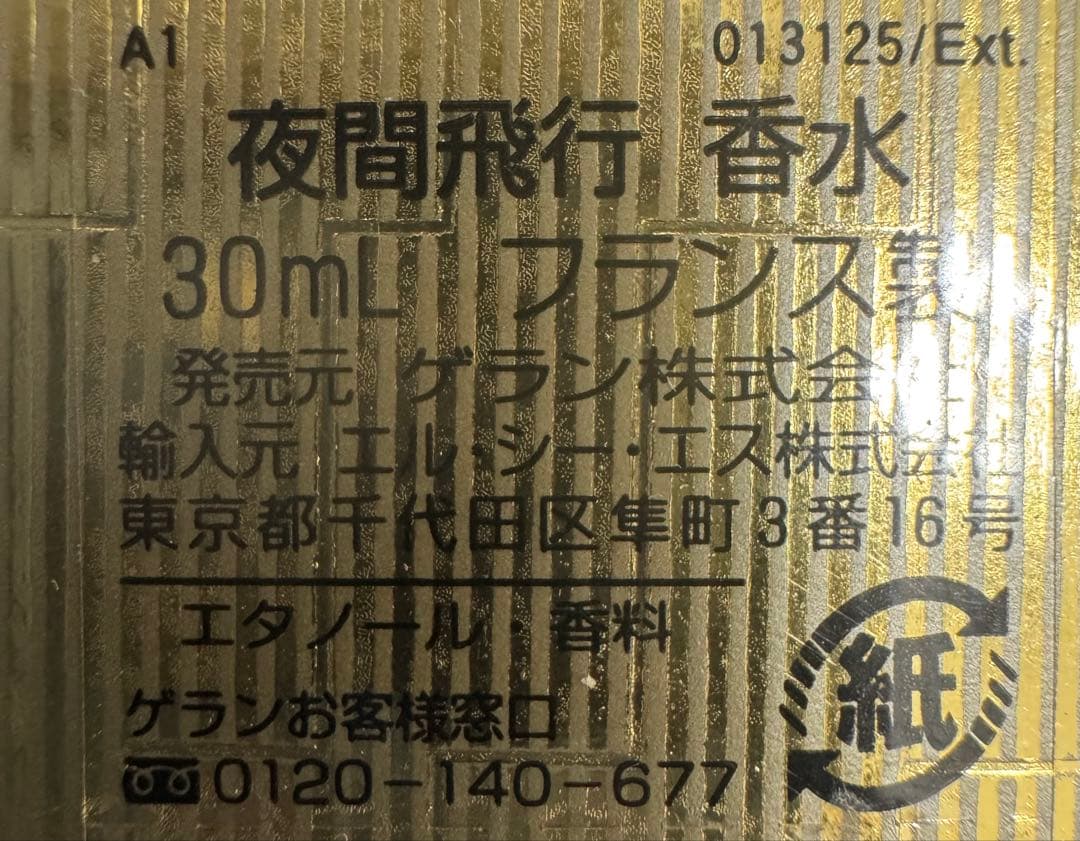 A1 013125/Ext.
夜間飛行 香水
30mL フランス製
発売元 ゲラン株式会社
輸入元 エル・シー・エス株式会社
東京都千代田区隼町3番16号
エタノール・香料
ゲランお客様窓口
0120-140-677
紙